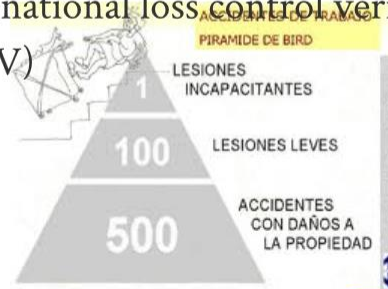 national loss control ver
V)
ACCIDENTES DE TRABAJO
PIRAMIDE DE BIRD
LESIONES
INCAPACITANTES
1
100
LESIONES LEVES
500
ACCIDENTES
CON DAÑOS A
LA PROPIEDAD